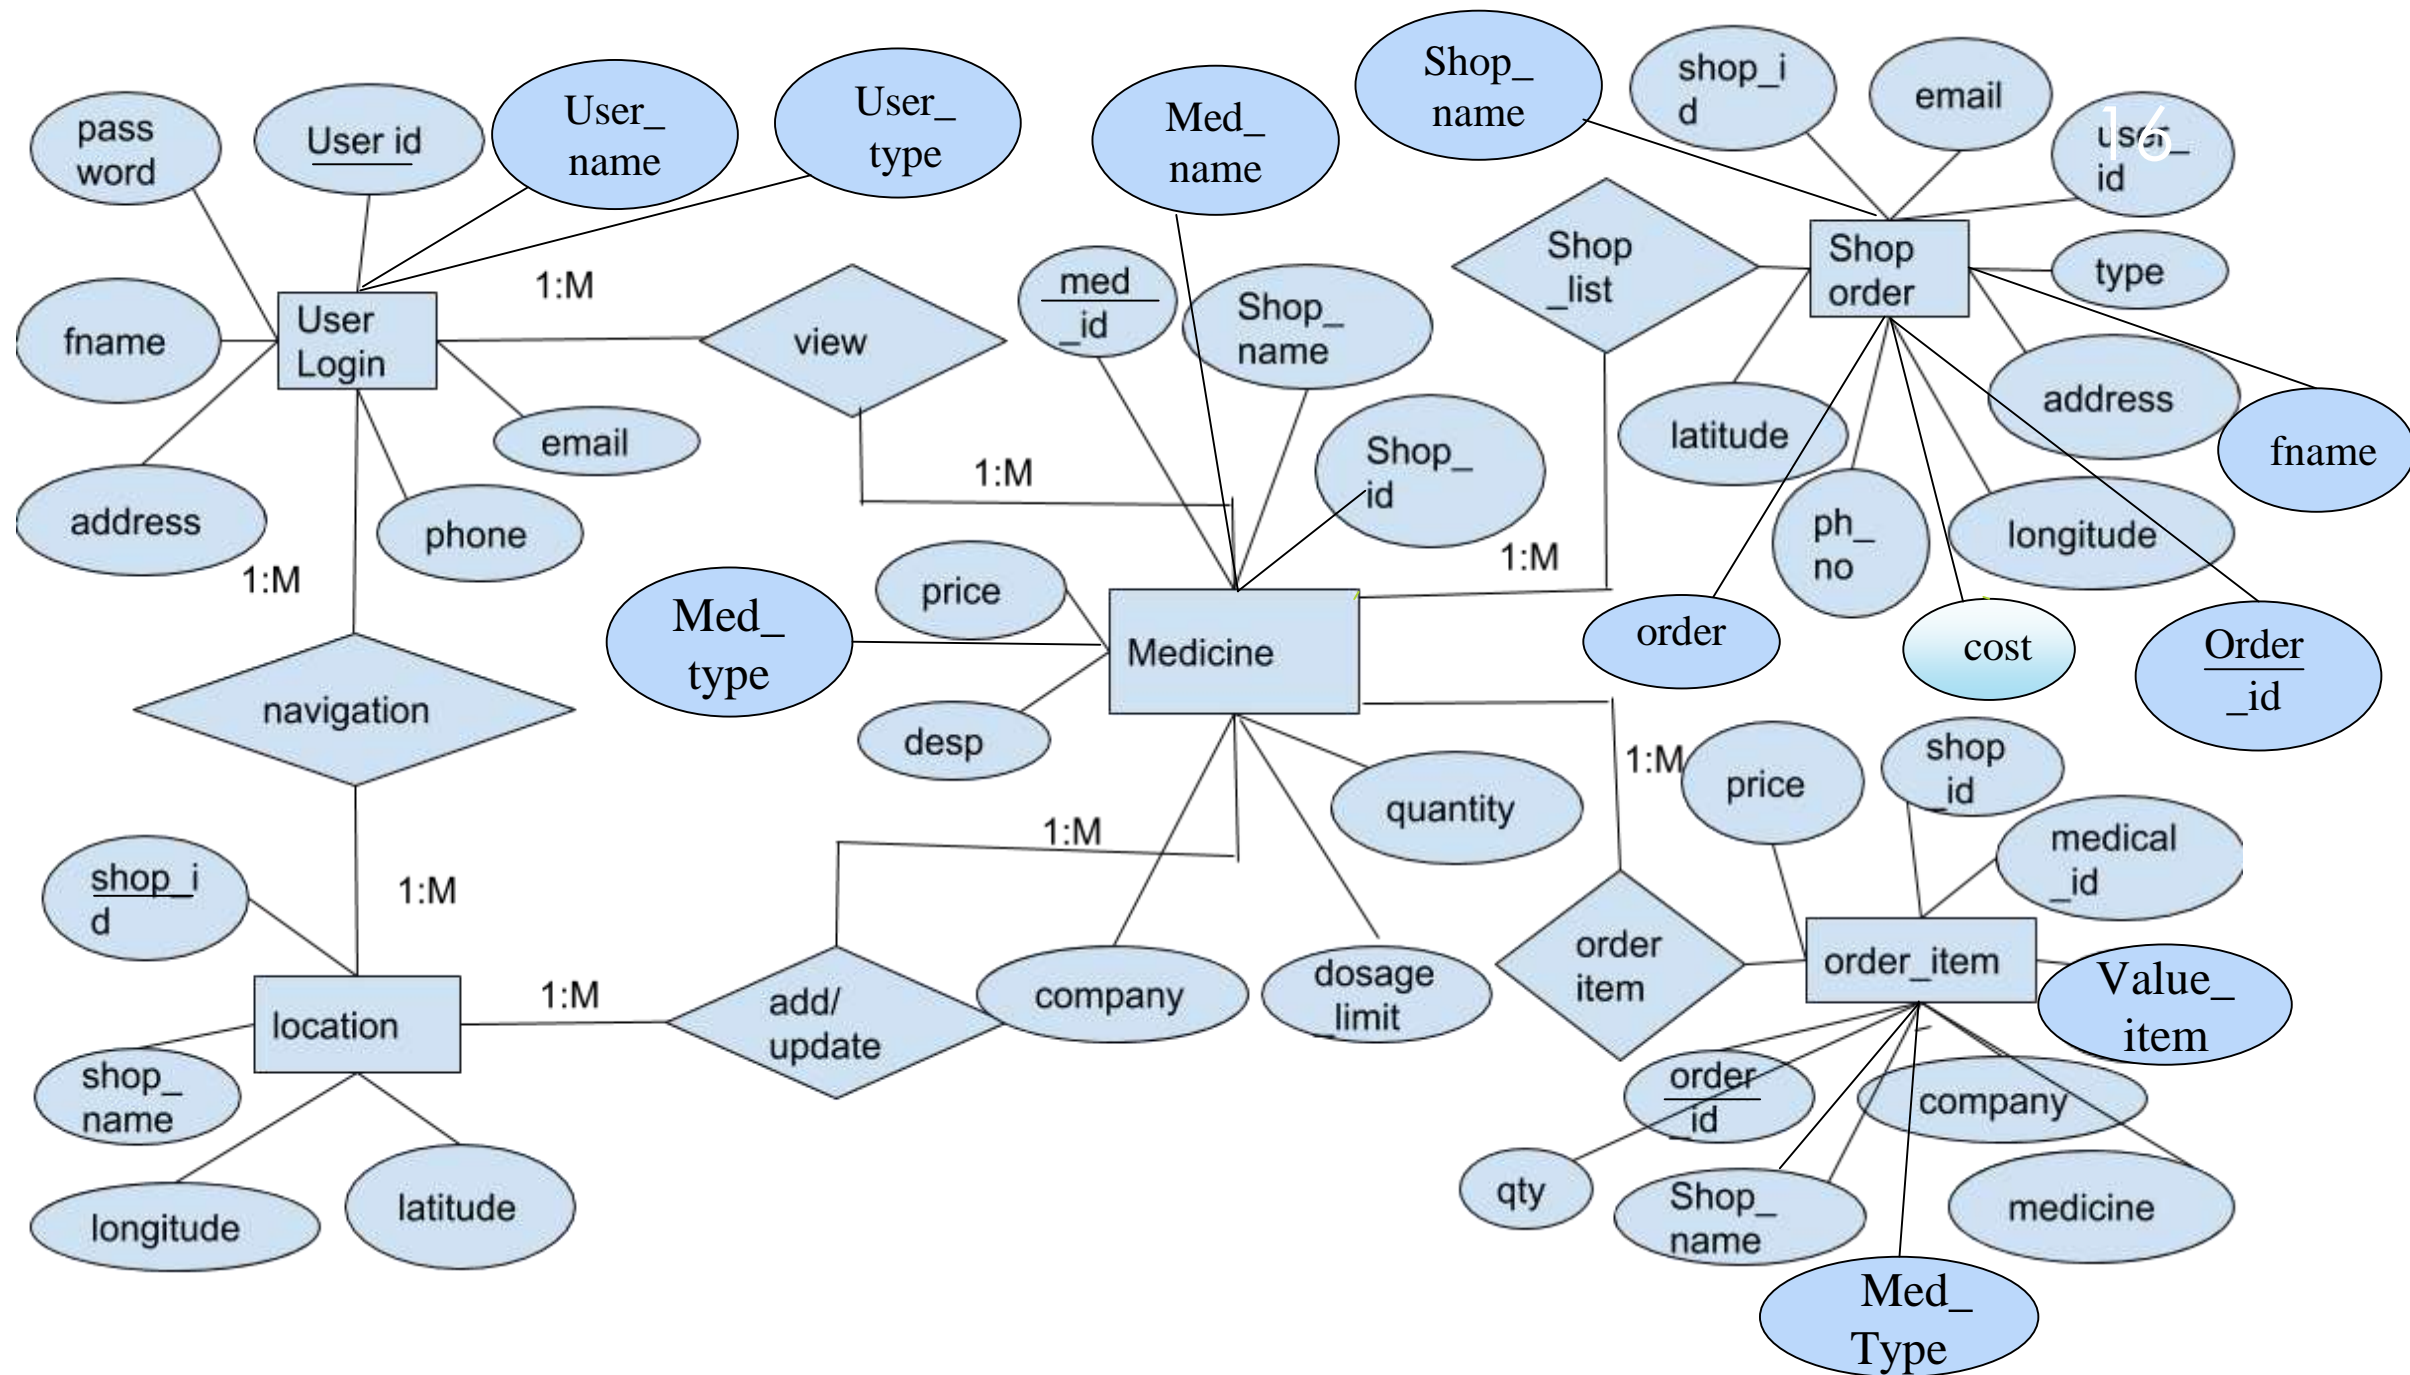 pass
word
User id
User_
name
User_
type
Med_
name
Shop_
name
shop_i
d
email
16
user_
id
fname
User
Login
1:M
view
med
_id
Shop_
name
Shop
_list
Shop
order
type
address
1:M
email
phone
1:M
Shop_
id
latitude
address
fname
ph_
no
longitude
1:M
price
Med_
type
Medicine
desp
order
cost
Order
_id
navigation
1:M
quantity
1:M
price
shop
_id
medical
_id
shop_i
d
1:M
location
1:M
add/
update
company
dosage
_limit
order
item
order_item
Value_
item
shop_
name
longitude
latitude
order
_id
company
qty
Shop_
name
medicine
Med_
Type